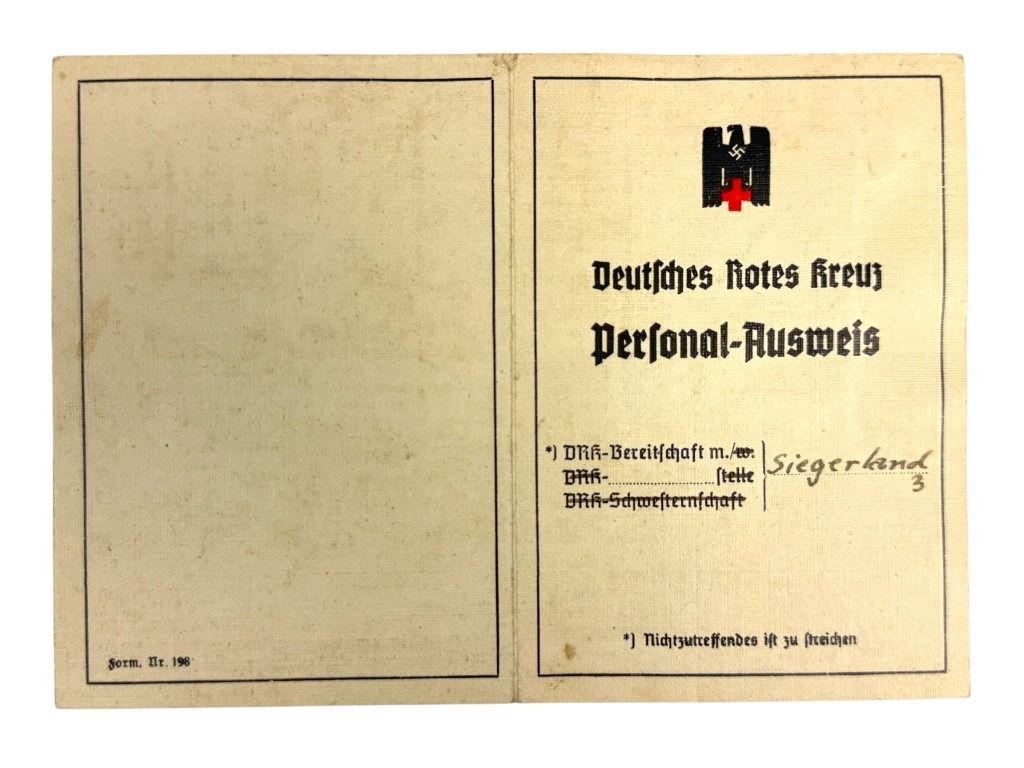 Form. Nr. 198
Deutsches Rotes Kreuz
Personal-Ausweis
*) DRK-Bereitschaft m./w.
DRK-........................stelle
DRK-Schwesternschaft
Siegerland
3
*) Nichtzutreffendes ist zu streichen